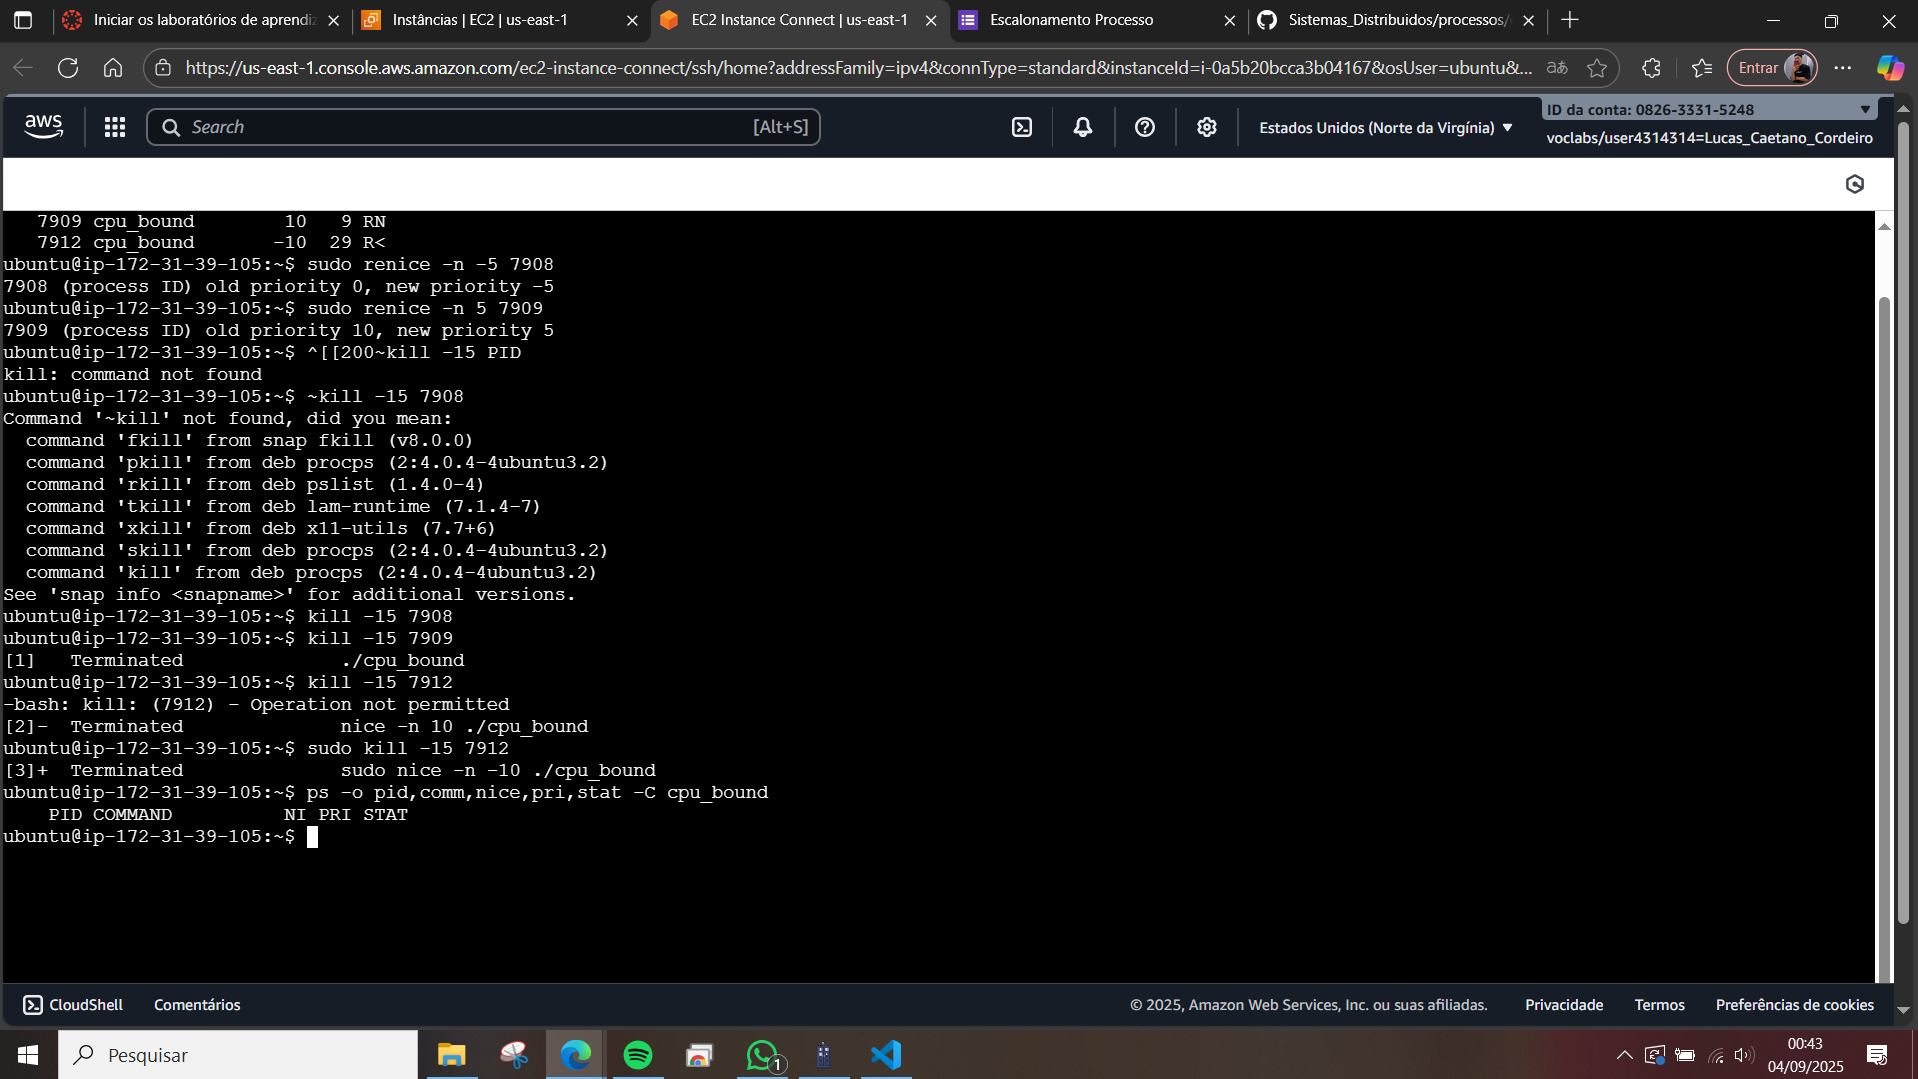 Iniciar os laboratórios de aprendiz
Instâncias | EC2 | us-east-1
EC2 Instance Connect | us-east-1
Escalonamento Processo
Sistemas_Distribuidos/processos/
https://us-east-1.console.aws.amazon.com/ec2-instance-connect/ssh/home?addressFamily=ipv4&connType=standard&instanceId=i-0a5b20bcca3b04167&osUser=ubuntu&...
Entrar
aws
Search
[Alt+S]
Estados Unidos (Norte da Virgínia)
ID da conta: 0826-3331-5248
voclabs/user4314314=Lucas_Caetano_Cordeiro
7909 cpu_bound 10 9 RN
7912 cpu_bound -10 29 R<
ubuntu@ip-172-31-39-105:~$ sudo renice -n -5 7908
7908 (process ID) old priority 0, new priority -5
ubuntu@ip-172-31-39-105:~$ sudo renice -n 5 7909
7909 (process ID) old priority 10, new priority 5
ubuntu@ip-172-31-39-105:~$ ^[[200~kill -15 PID
kill: command not found
ubuntu@ip-172-31-39-105:~$ ~kill -15 7908
Command '~kill' not found, did you mean:
command 'fkill' from snap fkill (v8.0.0)
command 'pkill' from deb procps (2:4.0.4-4ubuntu3.2)
command 'rkill' from deb pslist (1.4.0-4)
command 'tkill' from deb lam-runtime (7.1.4-7)
command 'xkill' from deb x11-utils (7.7+6)
command 'skill' from deb procps (2:4.0.4-4ubuntu3.2)
command 'kill' from deb procps (2:4.0.4-4ubuntu3.2)
See 'snap info <snapname>' for additional versions.
ubuntu@ip-172-31-39-105:~$ kill -15 7908
ubuntu@ip-172-31-39-105:~$ kill -15 7909
[1] Terminated ./cpu_bound
ubuntu@ip-172-31-39-105:~$ kill -15 7912
-bash: kill: (7912) - Operation not permitted
[2]- Terminated nice -n 10 ./cpu_bound
ubuntu@ip-172-31-39-105:~$ sudo kill -15 7912
[3]+ Terminated sudo nice -n -10 ./cpu_bound
ubuntu@ip-172-31-39-105:~$ ps -o pid,comm,nice,pri,stat -C cpu_bound
PID COMMAND NI PRI STAT
ubuntu@ip-172-31-39-105:~$
CloudShell
Comentários
© 2025, Amazon Web Services, Inc. ou suas afiliadas.
Privacidade
Termos
Preferências de cookies
Pesquisar
1
00:43
04/09/2025